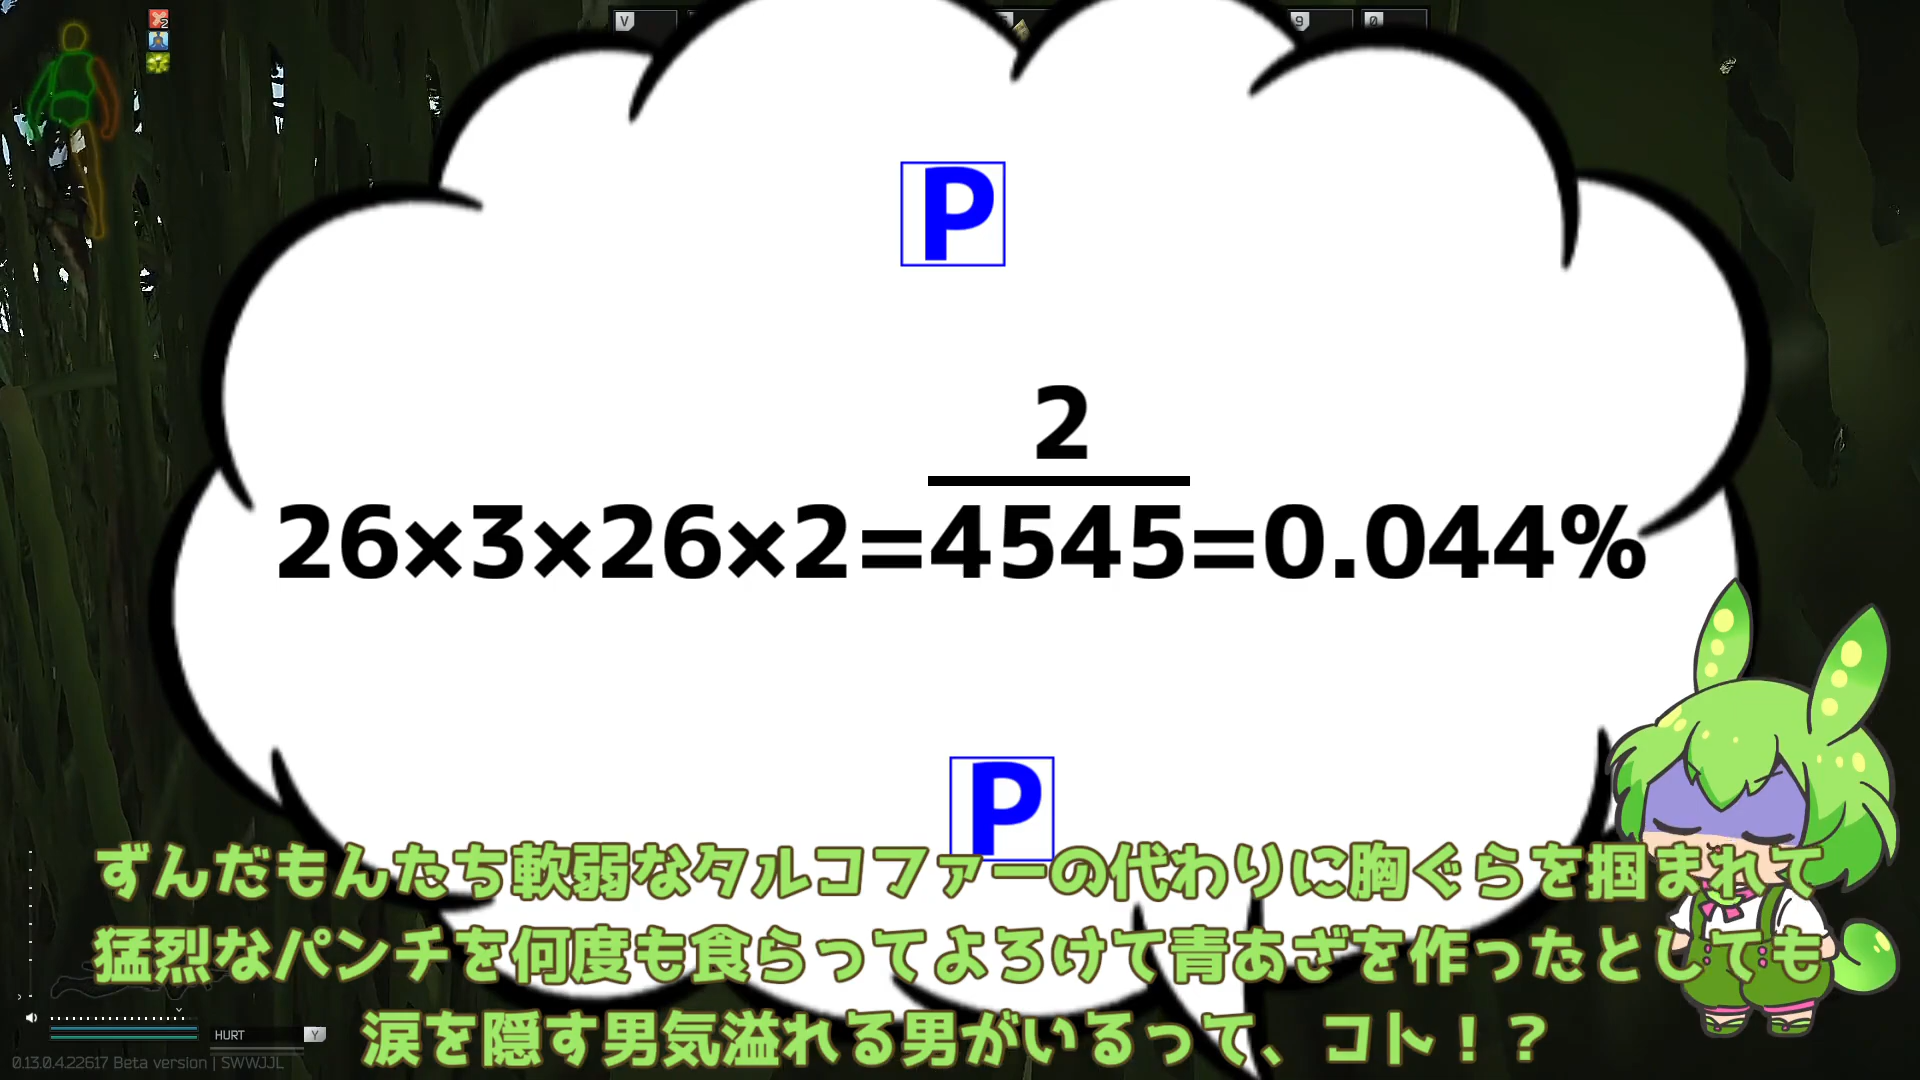 2
V
9
0
P
2
26×3×26×2=4545=0.044%
P
ずんだもんたち軟弱なタルコファーの代わりに胸ぐらを掴まれて
猛烈なパンチを何度も食らってよろけて青あざを作ったとしても
涙を隠す男気溢れる男がいるって、コト！？
HURT
Y
0.13.0.4.22617 Beta version | SWWJJL